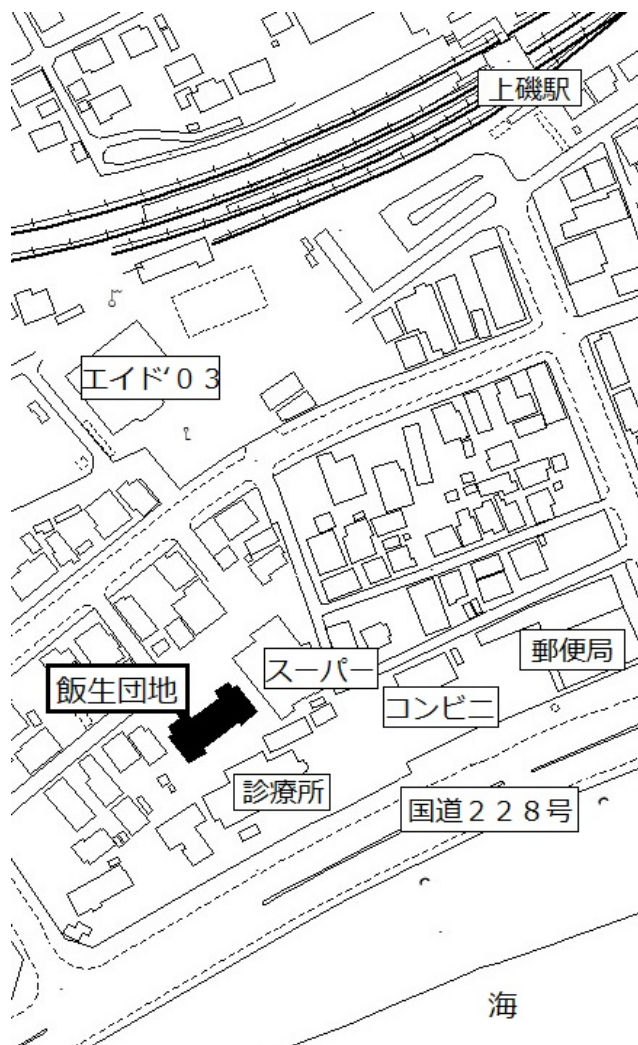 上磯駅
エイド‘０３
郵便局
スーパー
飯生団地
コンビニ
診療所
国道２２８号
海